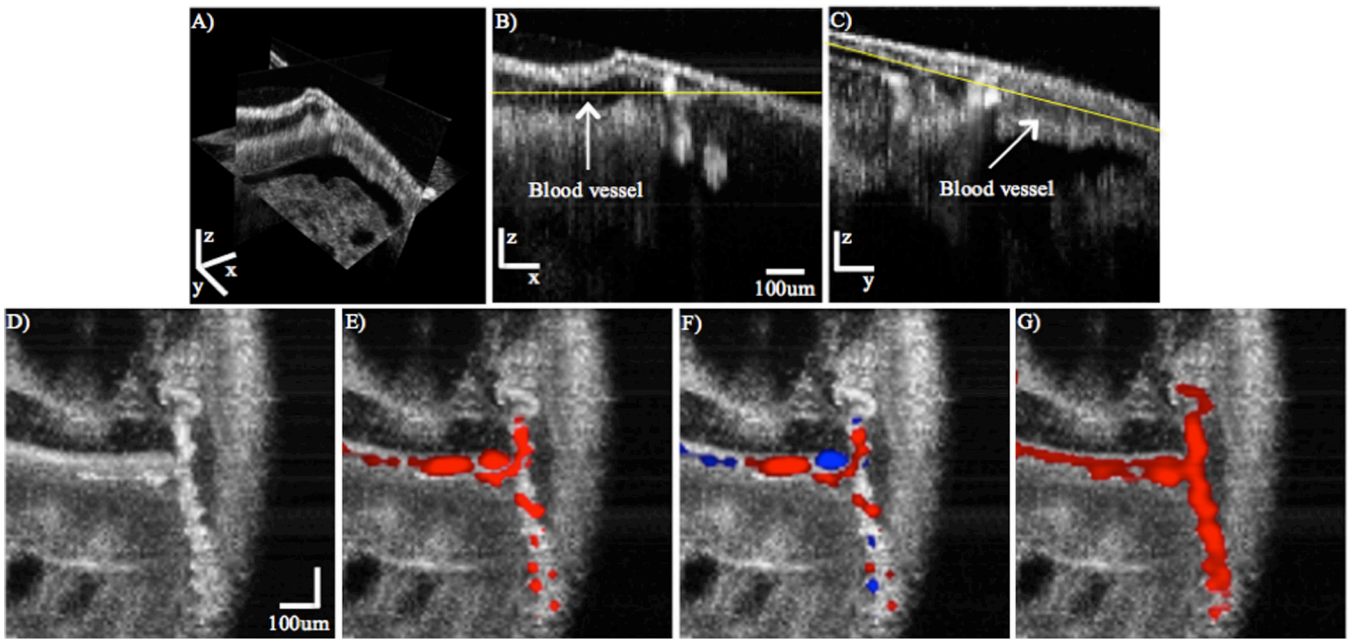 A)
z
x
y
B)
Blood vessel
z
x
100um
C)
Blood vessel
z
y
D)
100um
E)
F)
G)